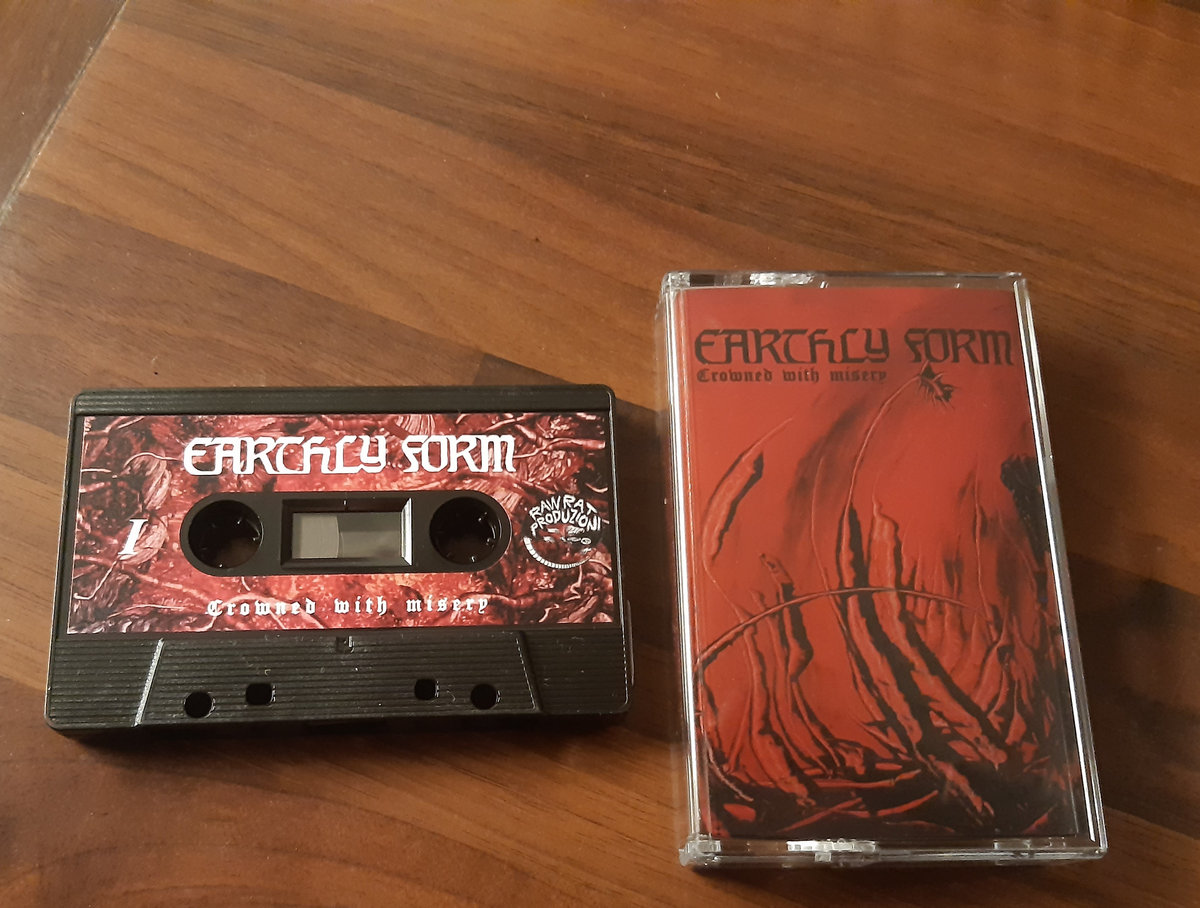 EARTHLY FORM
I
RAW RAT
PRODUZIONI
Crowned with misery
EARTHLY FORM
Crowned with misery